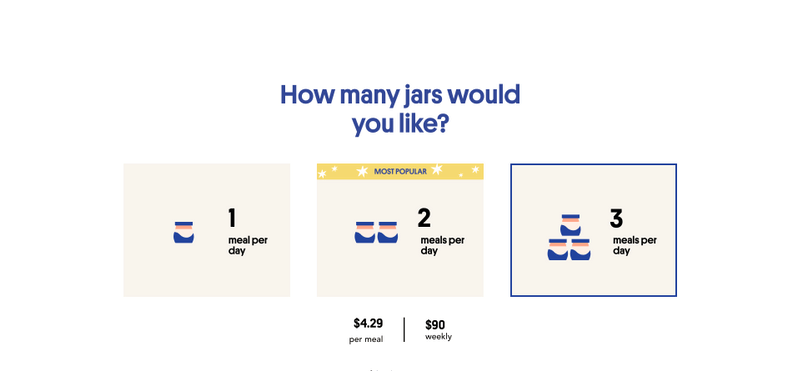 How many jars would
you like?
MOST POPULAR
1
meal per
day
2
meals per
day
3
meals per
day
$4.29
per meal
$90
weekly